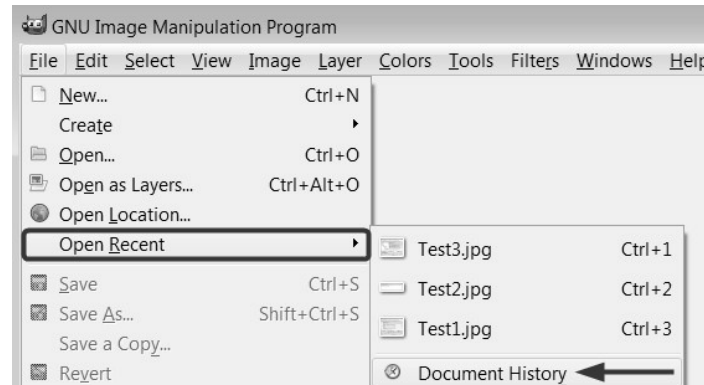 GNU Image Manipulation Program
File Edit Select View Image Layer Colors Tools Filters Windows Help
New... Ctrl+N
Create
Open... Ctrl+O
Open as Layers... Ctrl+Alt+O
Open Location...
Open Recent
Test3.jpg Ctrl+1
Save Ctrl+S
Test2.jpg Ctrl+2
Save As... Shift+Ctrl+S
Test1.jpg Ctrl+3
Save a Copy...
Revert
Document History